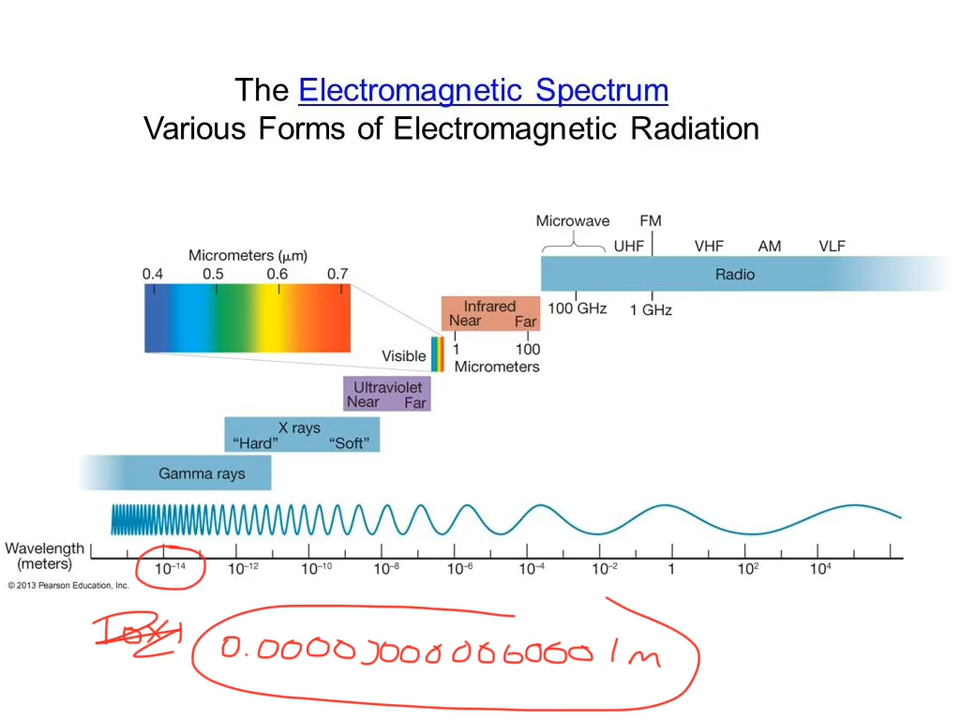 The Electromagnetic Spectrum
Various Forms of Electromagnetic Radiation
Microwave FM
UHF VHF AM VLF
Micrometers (μm)
0.4 0.5 0.6 0.7
Radio
100 GHz 1 GHz
Infrared
Near Far
Visible
1 100
Micrometers
Ultraviolet
Near Far
X rays
“Hard” “Soft”
Gamma rays
Wavelength
(meters)
10⁻¹⁴ 10⁻¹² 10⁻¹⁰ 10⁻⁸ 10⁻⁶ 10⁻⁴ 10⁻² 1 10² 10⁴
© 2013 Pearson Education, Inc.